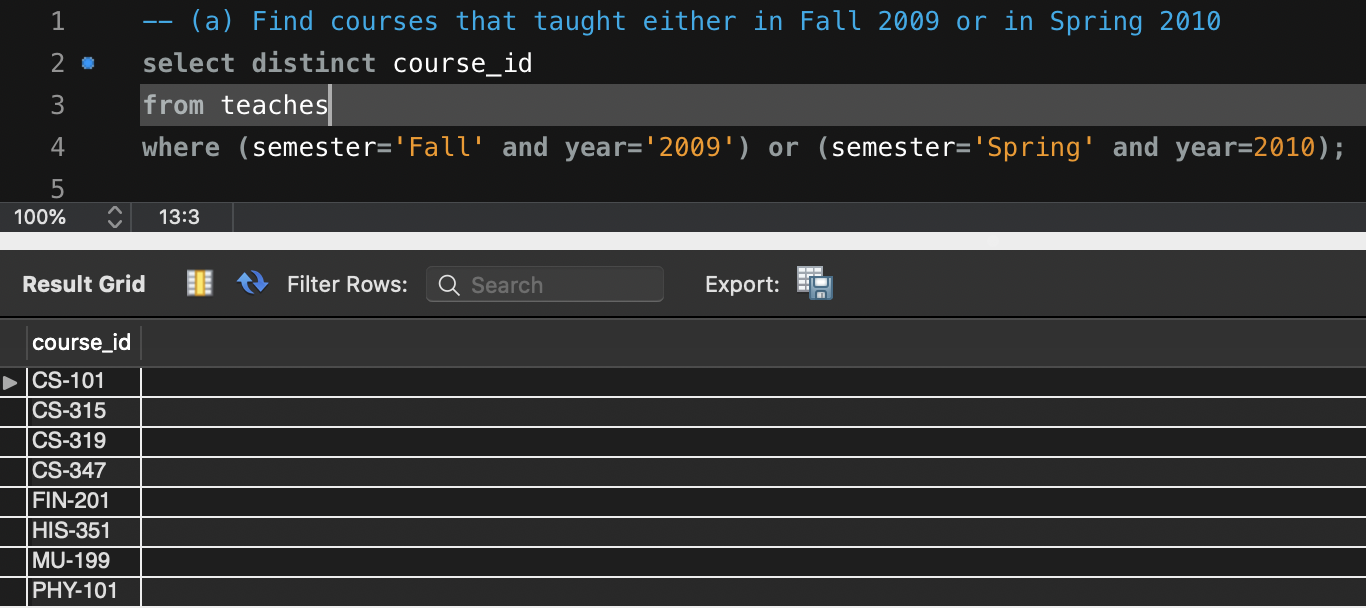 1 -- (a) Find courses that taught either in Fall 2009 or in Spring 2010
2 select distinct course_id
3 from teaches
4 where (semester='Fall' and year='2009') or (semester='Spring' and year=2010);
5
100% 13:3
Result Grid Filter Rows: Search Export:
course_id
CS-101
CS-315
CS-319
CS-347
FIN-201
HIS-351
MU-199
PHY-101